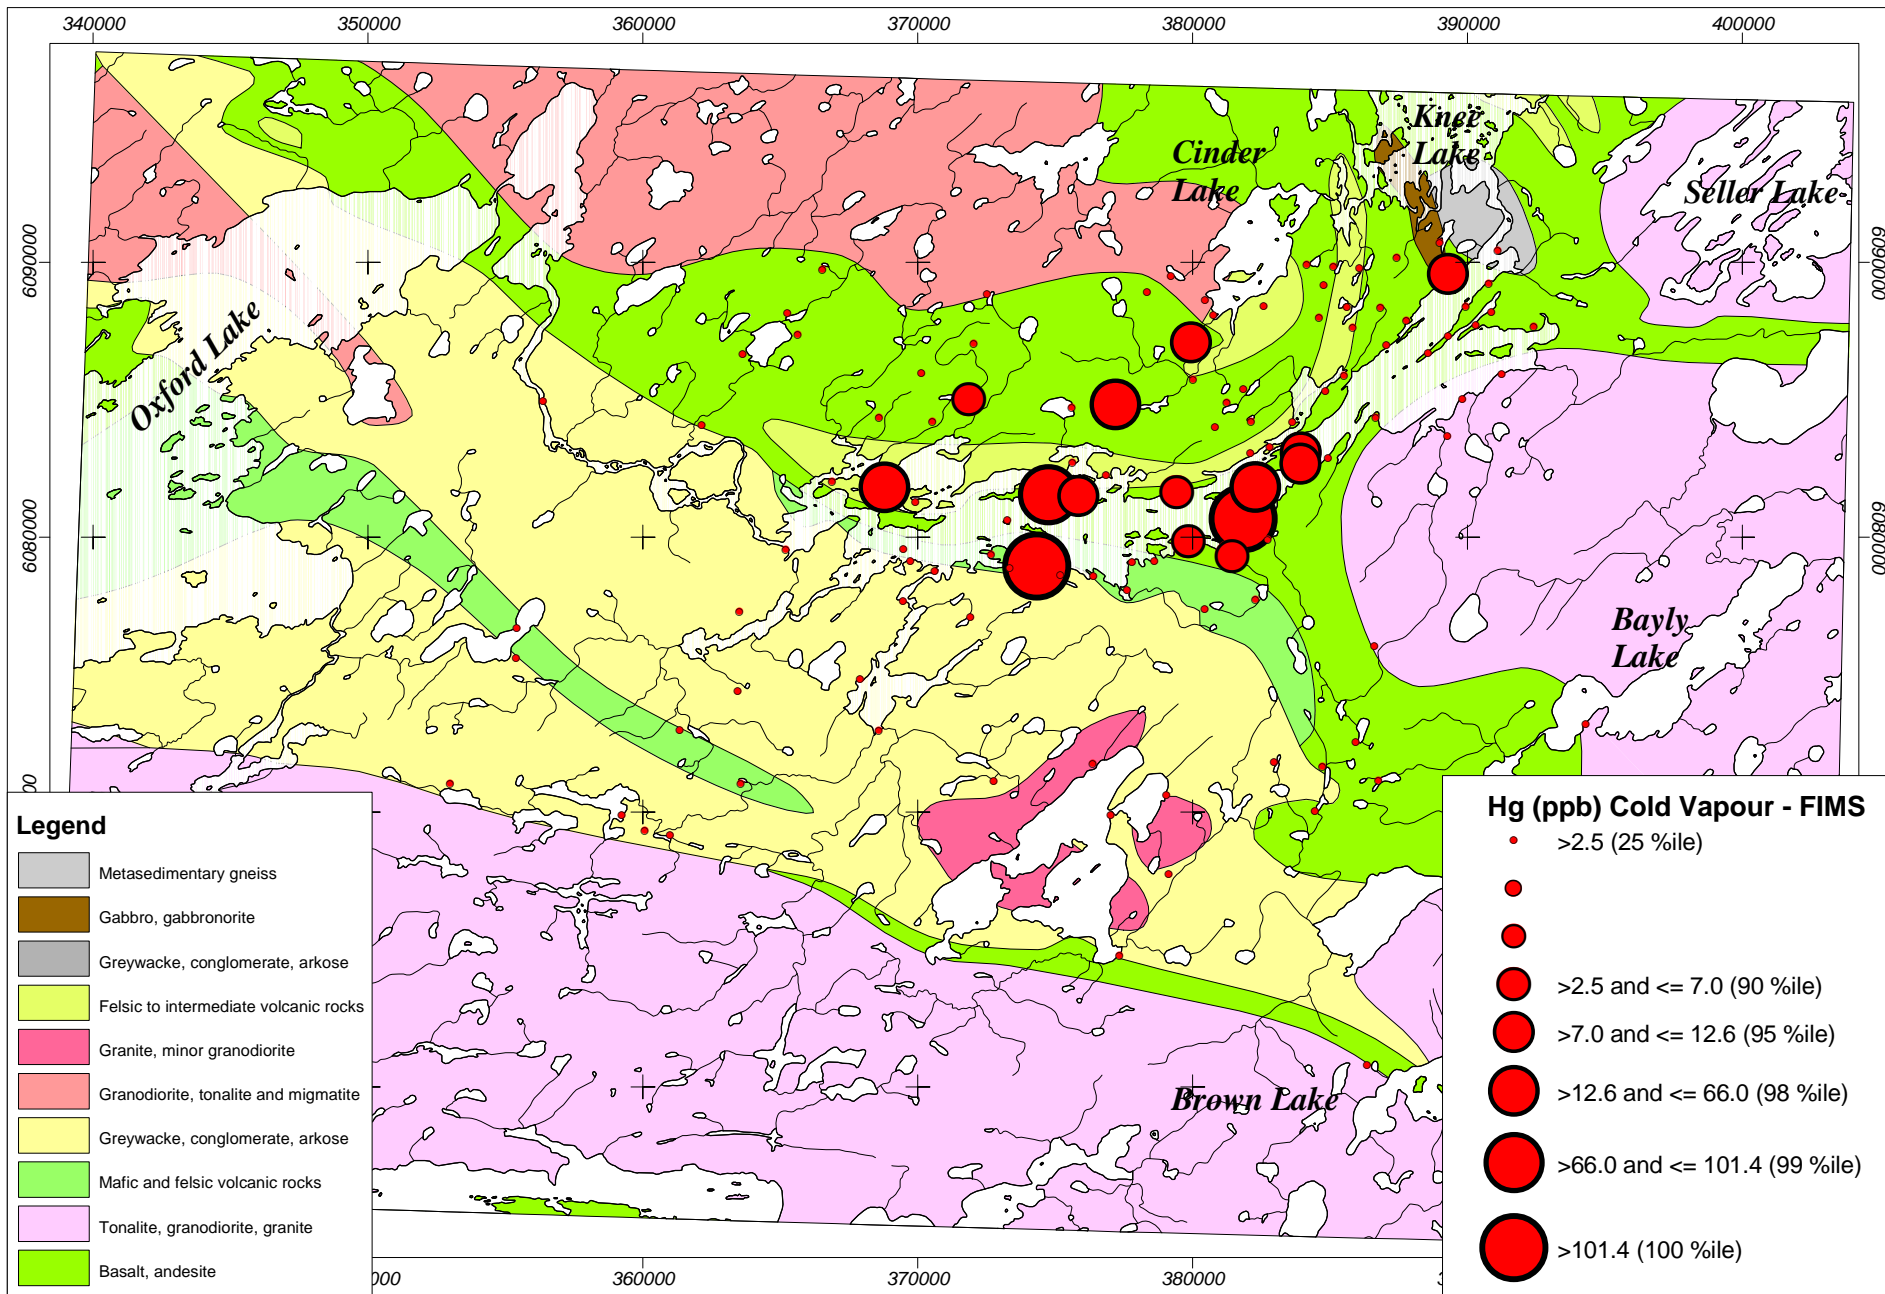 340000
350000
360000
370000
380000
390000
400000
Knee
Lake
Cinder
Lake
Seller Lake
6090000
6090000
Oxford Lake
6080000
6080000
Bayly
Lake
Brown Lake
00
Legend
Metasedimentary gneiss
Gabbro, gabbronorite
Greywacke, conglomerate, arkose
Felsic to intermediate volcanic rocks
Granite, minor granodiorite
Granodiorite, tonalite and migmatite
Greywacke, conglomerate, arkose
Mafic and felsic volcanic rocks
Tonalite, granodiorite, granite
Basalt, andesite
Hg (ppb) Cold Vapour - FIMS
>2.5 (25 %ile)
>2.5 and <= 7.0 (90 %ile)
>7.0 and <= 12.6 (95 %ile)
>12.6 and <= 66.0 (98 %ile)
>66.0 and <= 101.4 (99 %ile)
>101.4 (100 %ile)
0000
360000
370000
380000